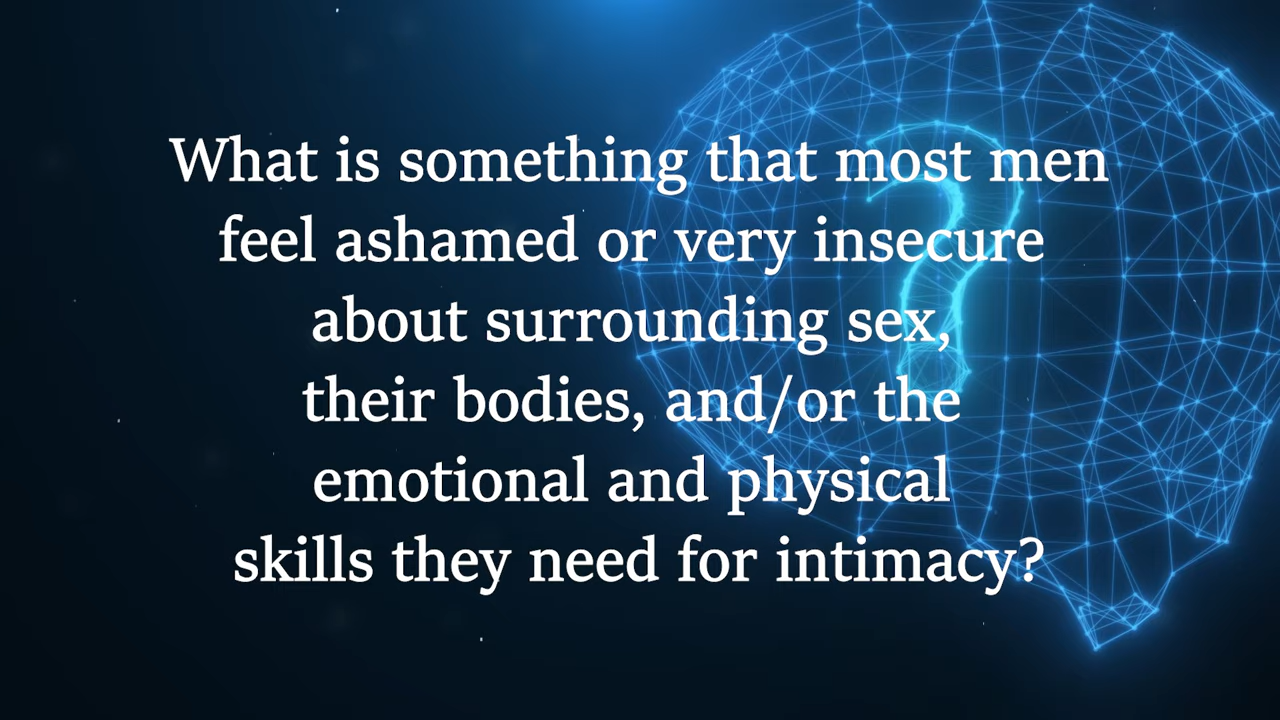 What is something that most men
feel ashamed or very insecure
about surrounding sex,
their bodies, and/or the
emotional and physical
skills they need for intimacy?